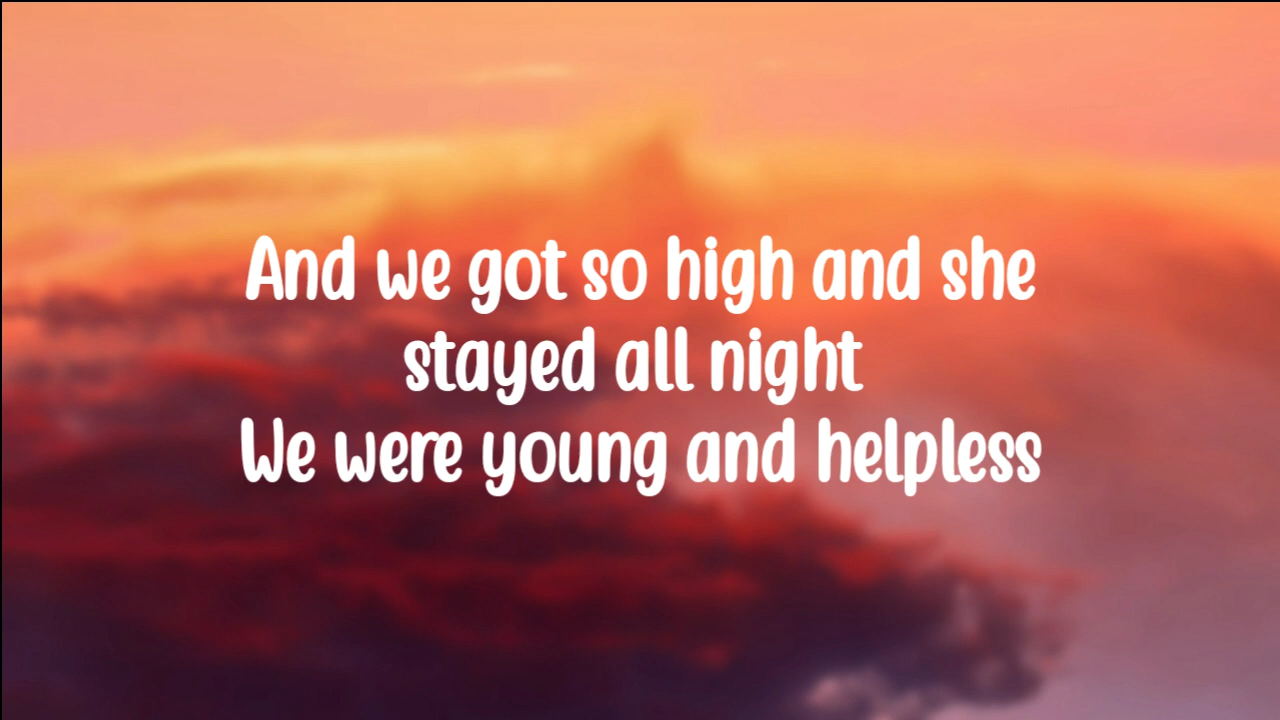 And we got so high and she
stayed all night
We were young and helpless